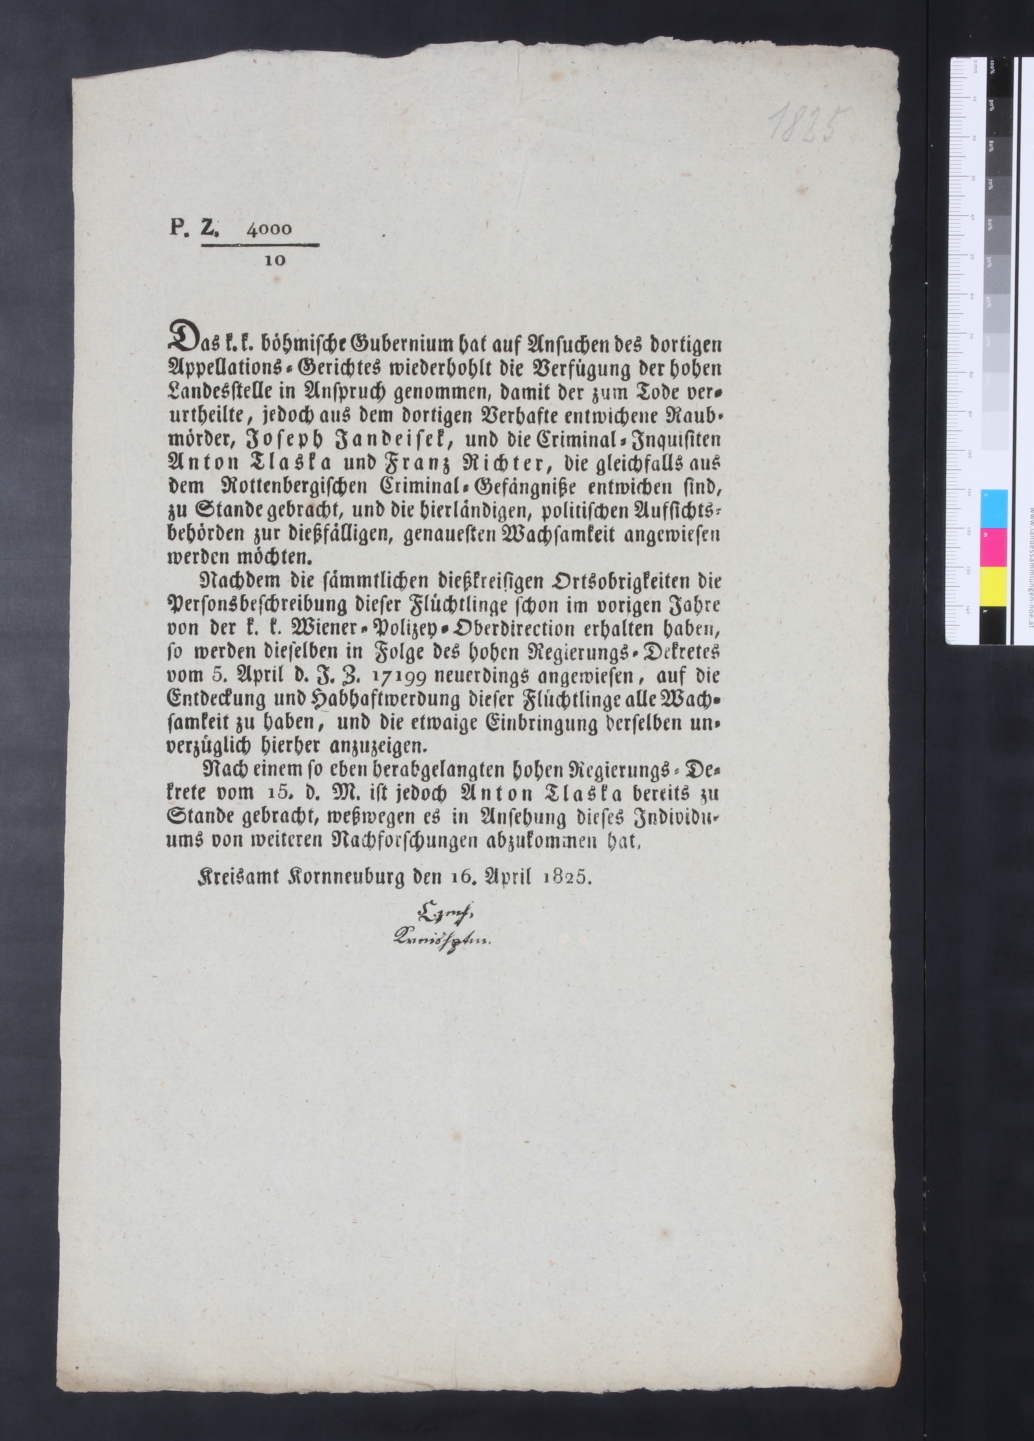 1825
P. Z. 4000
10
Das k. k. böhmische Gubernium hat auf Ansuchen des dortigen
Appellations-Gerichtes wiederhohlt die Verfügung der hohen
Landesstelle in Anspruch genommen, damit der zum Tode ver-
urtheilte, jedoch aus dem dortigen Verhafte entwichene Raub-
mörder, Joseph Jandeisek, und die Criminal-Inquisiten
Anton Tlaska und Franz Richter, die gleichfalls aus
dem Rottenbergischen Criminal-Gefängniße entwichen sind,
zu Stande gebracht, und die hierländigen, politischen Aufsichts-
behörden zur dießfälligen, genauesten Wachsamkeit angewiesen
werden möchten.
Nachdem die sämmtlichen dießkreisigen Ortsobrigkeiten die
Personsbeschreibung dieser Flüchtlinge schon im vorigen Jahre
von der k. k. Wiener-Polizey-Oberdirection erhalten haben,
so werden dieselben in Folge des hohen Regierungs-Dekretes
vom 5. April d. J. Z. 17199 neuerdings angewiesen, auf die
Entdeckung und Habhaftwerdung dieser Flüchtlinge alle Wach-
samkeit zu haben, und die etwaige Einbringung derselben un-
verzüglich hierher anzuzeigen.
Nach einem so eben herabgelangten hohen Regierungs-De-
krete vom 15. d. M. ist jedoch Anton Tlaska bereits zu
Stande gebracht, weßwegen es in Ansehung dieses Individu-
ums von weiteren Nachforschungen abzukommen hat.
Kreisamt Kornneuburg den 16. April 1825.
Czech,
Kreishptm.